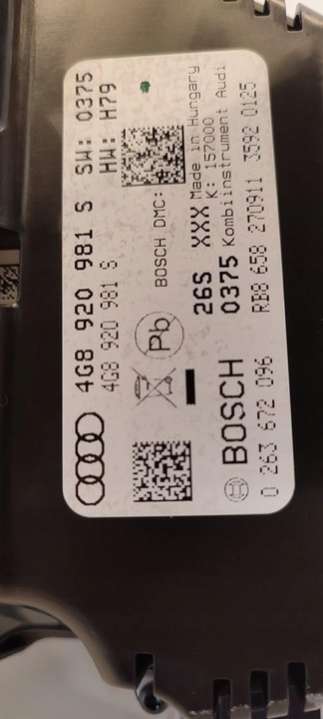 4G8 920 981 S SW: 0375
4G8 920 981 S HW: H79
BOSCH DMC:
Pb
26S XXX Made in Hungary
K: 157000
0375 Kombiinstrument Audi
BOSCH
0 263 672 096 RB8 658 270911 3592 0125